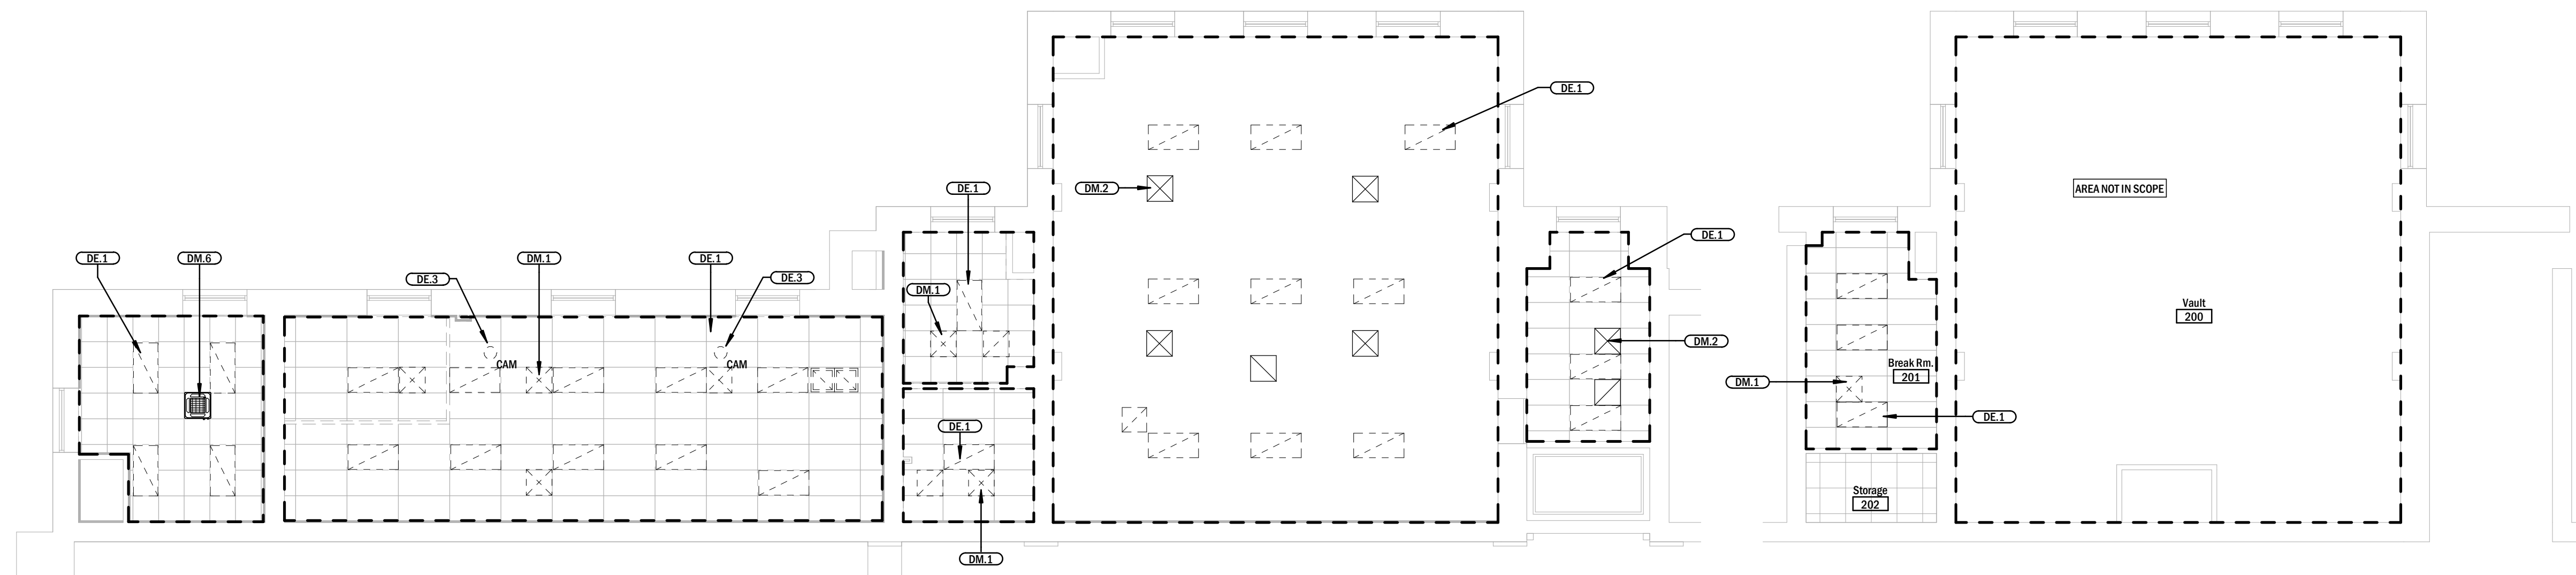 DE.1
DE.1
DM.2
AREA NOT IN SCOPE
DE.1
DE.1
DM.6
DM.1
DE.1
DE.3
DE.3
DM.1
Vault
200
DM.2
CAM
CAM
Break Rm.
201
DM.1
DE.1
DE.1
Storage
202
DM.1